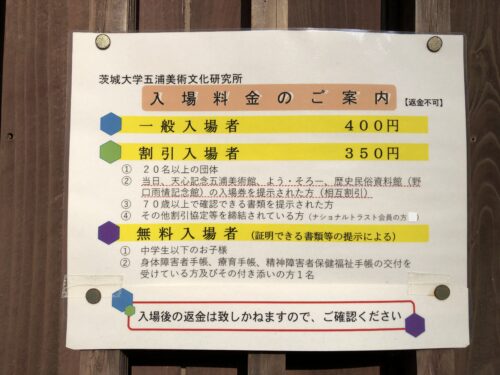 茨城大学五浦美術文化研究所
入場料金のご案内 【返金不可】
一般入場者 400円
割引入場者 350円
① 20名以上の団体
② 当日、天心記念五浦美術館、よう・そろー、歴史民俗資料館(野
口雨情記念館)の入場券を提示された方(相互割引)
③ 70歳以上で確認できる書類を提示された方
④ その他割引協定等を締結されている方(ナショナルトラスト会員の方
無料入場者 (証明できる書類等の提示による)
① 中学生以下のお子様
② 身体障害者手帳、療育手帳、精神障害者保健福祉手帳の交付を
受けている方及びその付き添いの方1名
入場後の返金は致しかねますので、ご確認ください